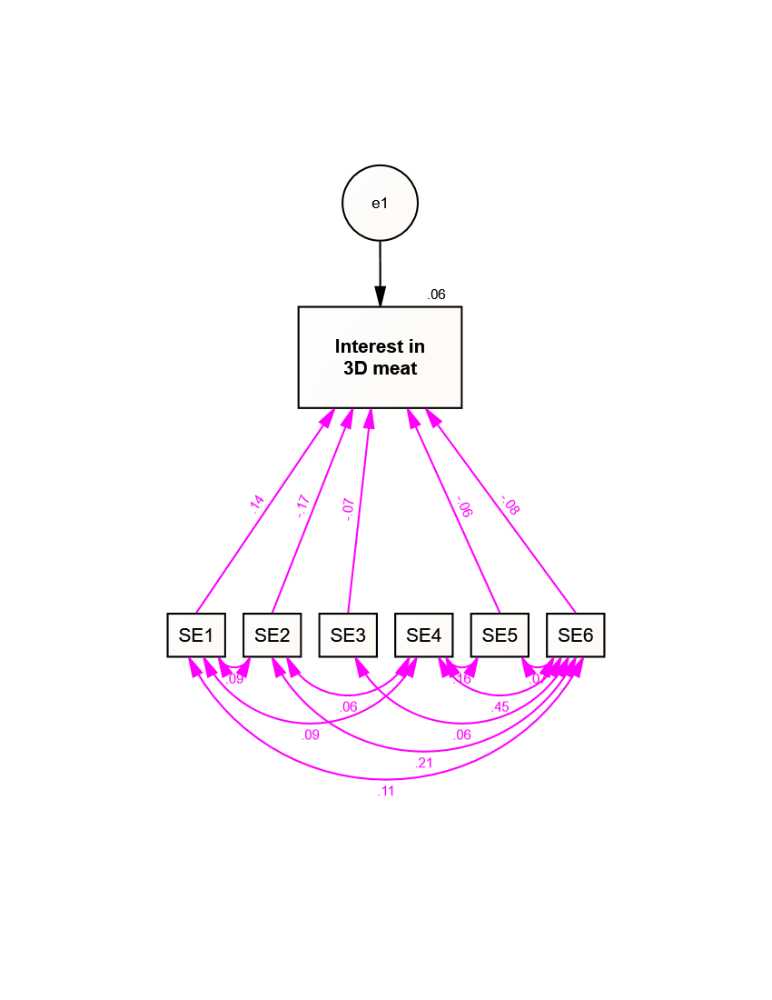 e1
.06
Interest in
3D meat
.14
-.17
-.07
-.06
-.08
SE1
SE2
SE3
SE4
SE5
SE6
.09
.16
.07
.06
.45
.09
.06
.21
.11